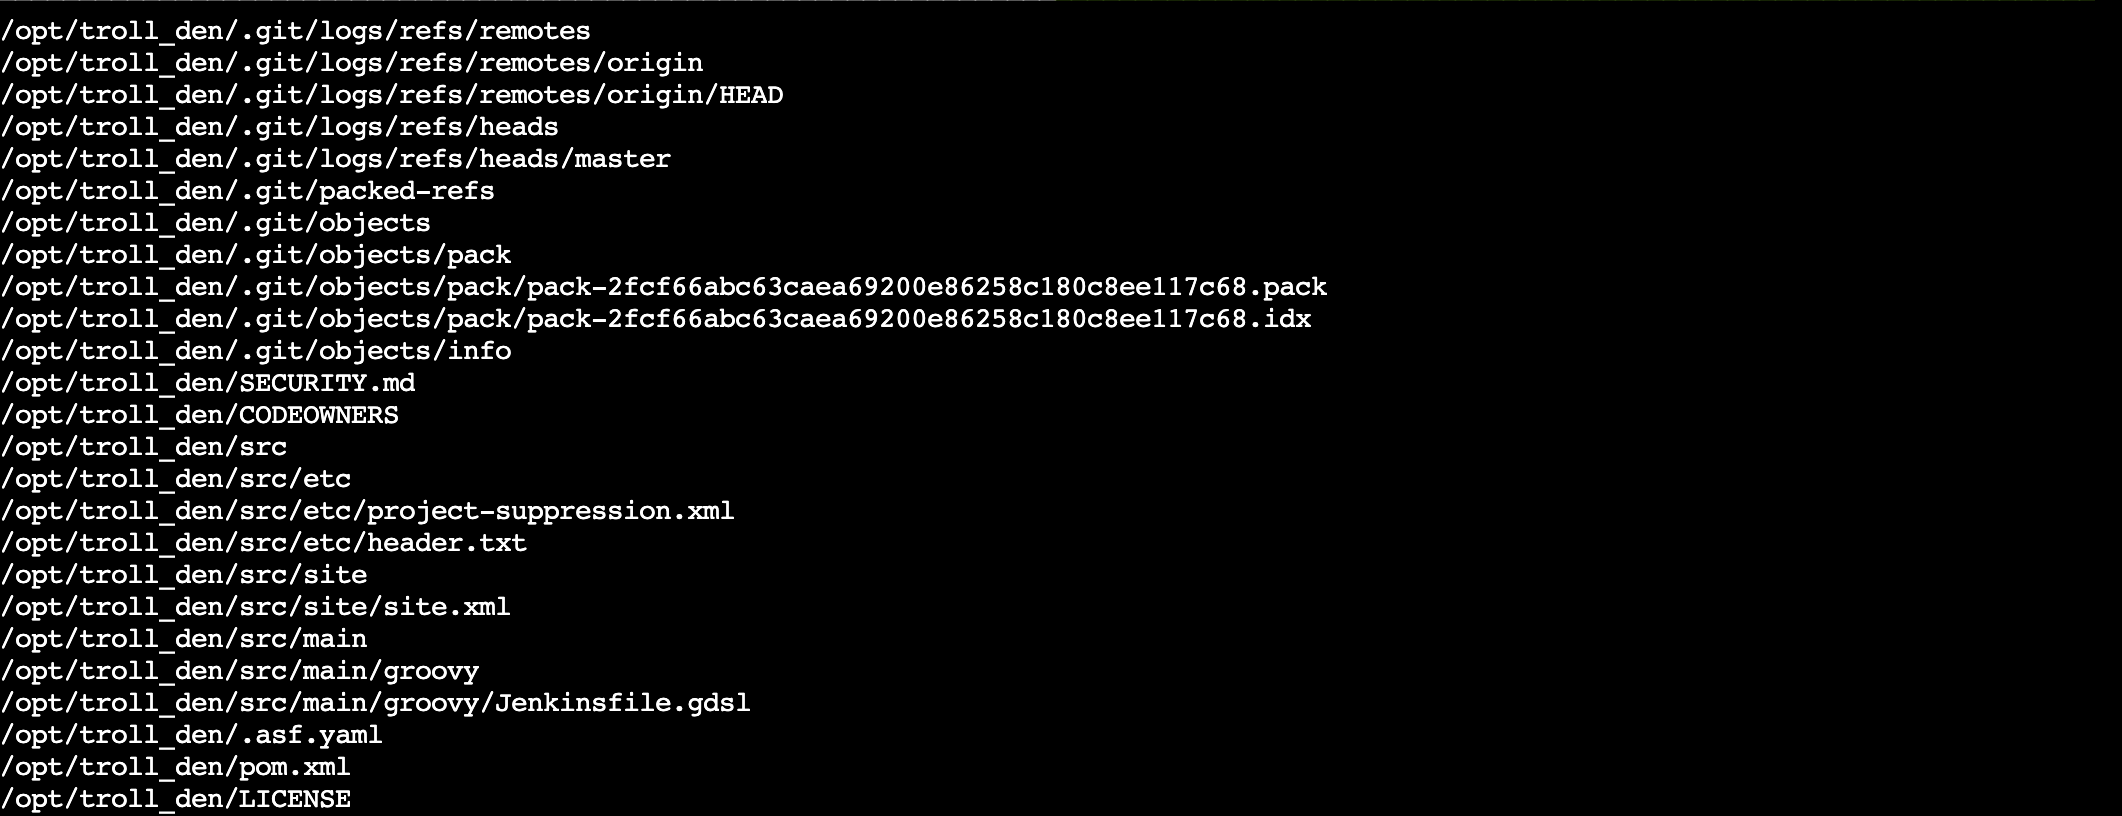 /opt/troll_den/.git/logs/refs/remotes
/opt/troll_den/.git/logs/refs/remotes/origin
/opt/troll_den/.git/logs/refs/remotes/origin/HEAD
/opt/troll_den/.git/logs/refs/heads
/opt/troll_den/.git/logs/refs/heads/master
/opt/troll_den/.git/packed-refs
/opt/troll_den/.git/objects
/opt/troll_den/.git/objects/pack
/opt/troll_den/.git/objects/pack/pack-2fcf66abc63caea69200e86258c180c8ee117c68.pack
/opt/troll_den/.git/objects/pack/pack-2fcf66abc63caea69200e86258c180c8ee117c68.idx
/opt/troll_den/.git/objects/info
/opt/troll_den/SECURITY.md
/opt/troll_den/CODEOWNERS
/opt/troll_den/src
/opt/troll_den/src/etc
/opt/troll_den/src/etc/project-suppression.xml
/opt/troll_den/src/etc/header.txt
/opt/troll_den/src/site
/opt/troll_den/src/site/site.xml
/opt/troll_den/src/main
/opt/troll_den/src/main/groovy
/opt/troll_den/src/main/groovy/Jenkinsfile.gdsl
/opt/troll_den/.asf.yaml
/opt/troll_den/pom.xml
/opt/troll_den/LICENSE